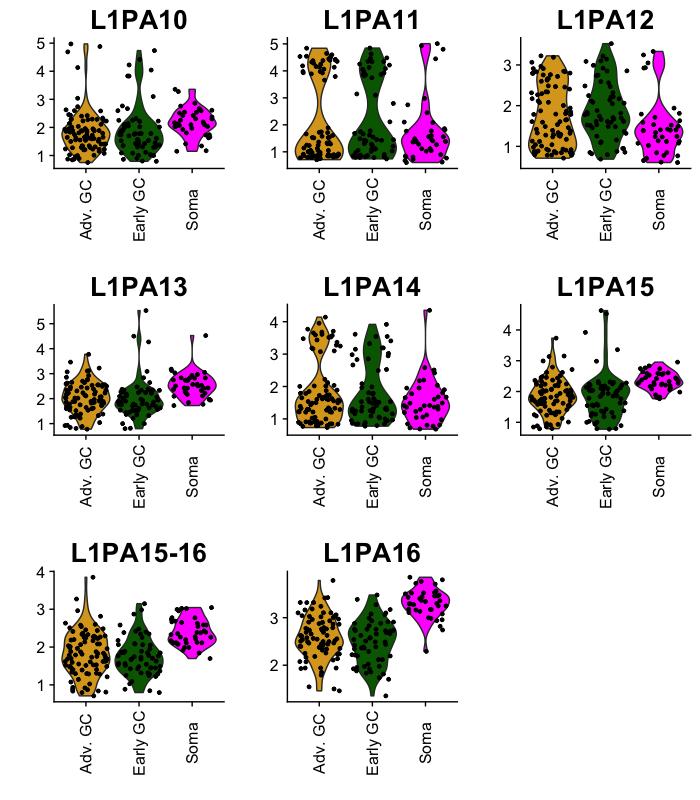 L1PA10 L1PA11 L1PA12
5 4 3 2 1
5 4 3 2 1
3 2 1
Adv. GC Early GC Soma Adv. GC Early GC Soma Adv. GC Early GC Soma
L1PA13 L1PA14 L1PA15
5 4 3 2 1
4 3 2 1
4 3 2 1
Adv. GC Early GC Soma Adv. GC Early GC Soma Adv. GC Early GC Soma
L1PA15-16 L1PA16
4 3 2 1
3 2
Adv. GC Early GC Soma Adv. GC Early GC Soma